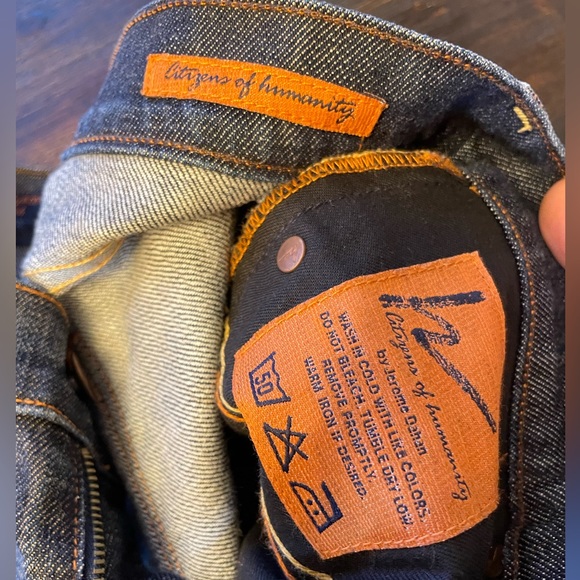 Citizens of humanity
Citizens of humanity
by Jerome Dahan
WASH IN COLD WITH LIKE COLORS.
DO NOT BLEACH. TUMBLE DRY LOW.
REMOVE PROMPTLY.
WARM IRON IF DESIRED.
50